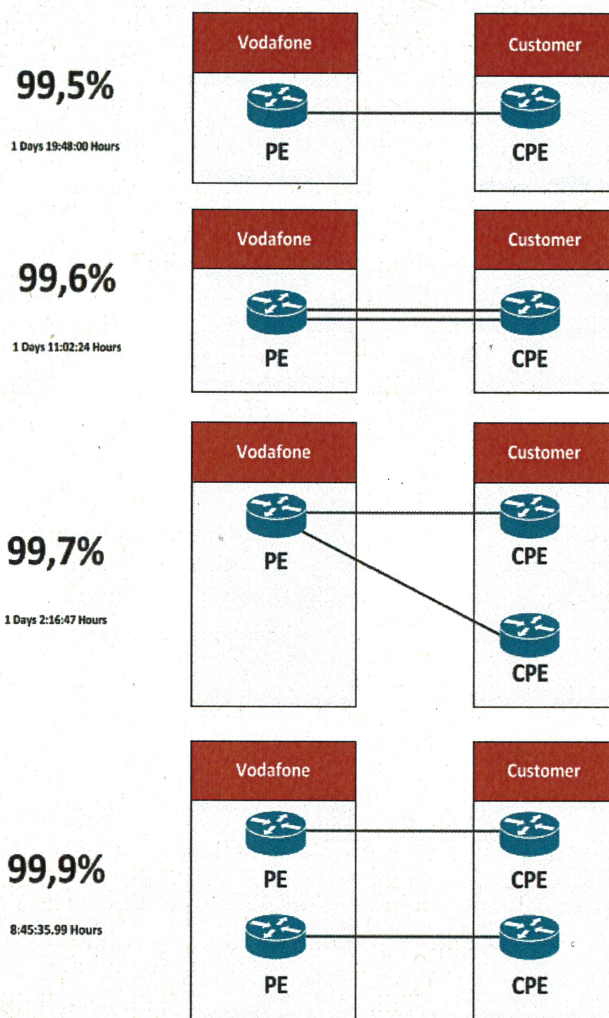 Vodafone
Customer
99,5%
1 Days 19:48:00 Hours
PE
CPE
Vodafone
Customer
99,6%
1 Days 11:02:24 Hours
PE
CPE
Vodafone
Customer
99,7%
1 Days 2:16:47 Hours
PE
CPE
CPE
Vodafone
Customer
99,9%
8:45:35.99 Hours
PE
CPE
PE
CPE